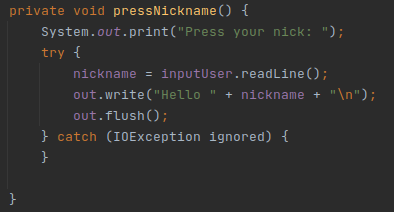 private void pressNickname() {
    System.out.print("Press your nick: ");
    try {
        nickname = inputUser.readLine();
        out.write("Hello " + nickname + "\n");
        out.flush();
    } catch (IOException ignored) {
    }
}